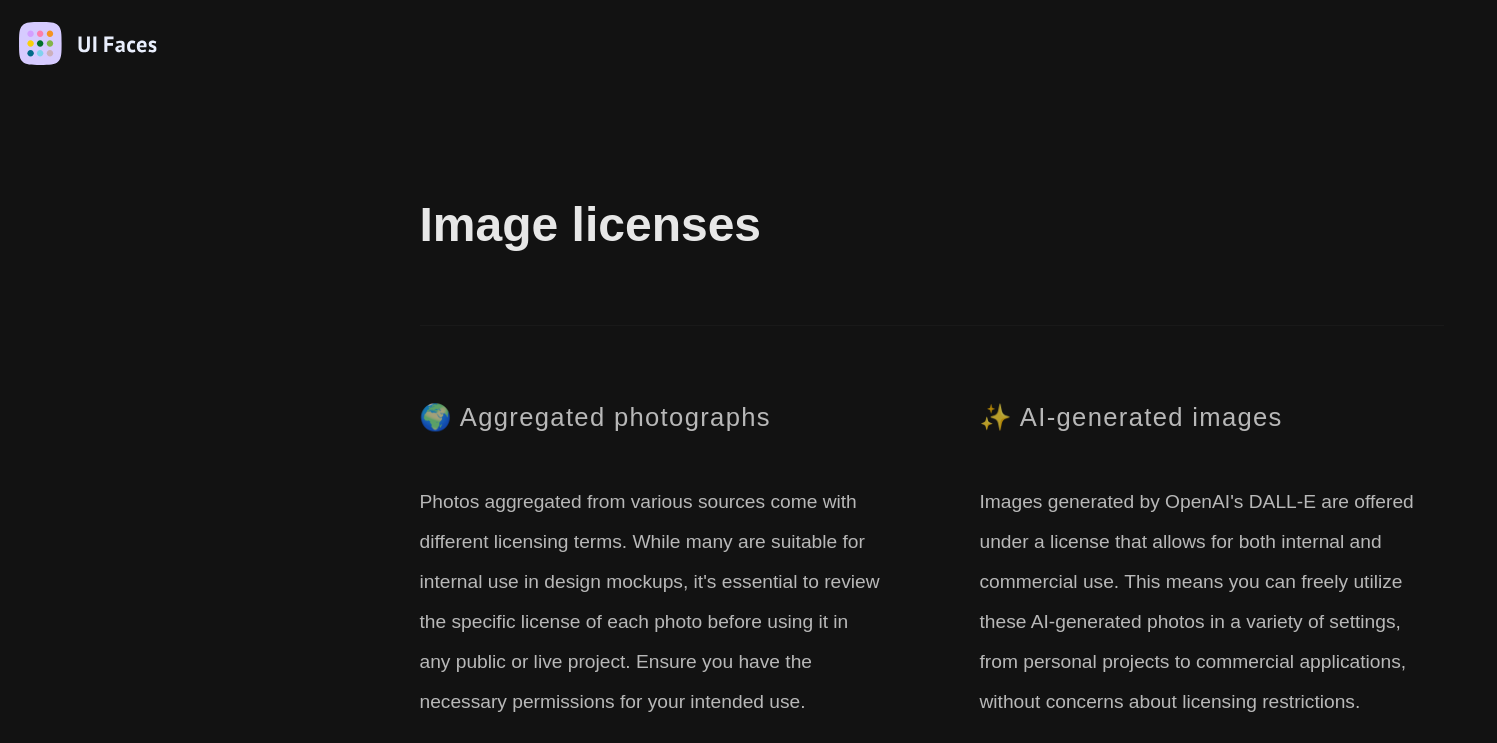 UI Faces
Image licenses
🌍 Aggregated photographs
Photos aggregated from various sources come with
different licensing terms. While many are suitable for
internal use in design mockups, it's essential to review
the specific license of each photo before using it in
any public or live project. Ensure you have the
necessary permissions for your intended use.
✨ AI-generated images
Images generated by OpenAI's DALL-E are offered
under a license that allows for both internal and
commercial use. This means you can freely utilize
these AI-generated photos in a variety of settings,
from personal projects to commercial applications,
without concerns about licensing restrictions.